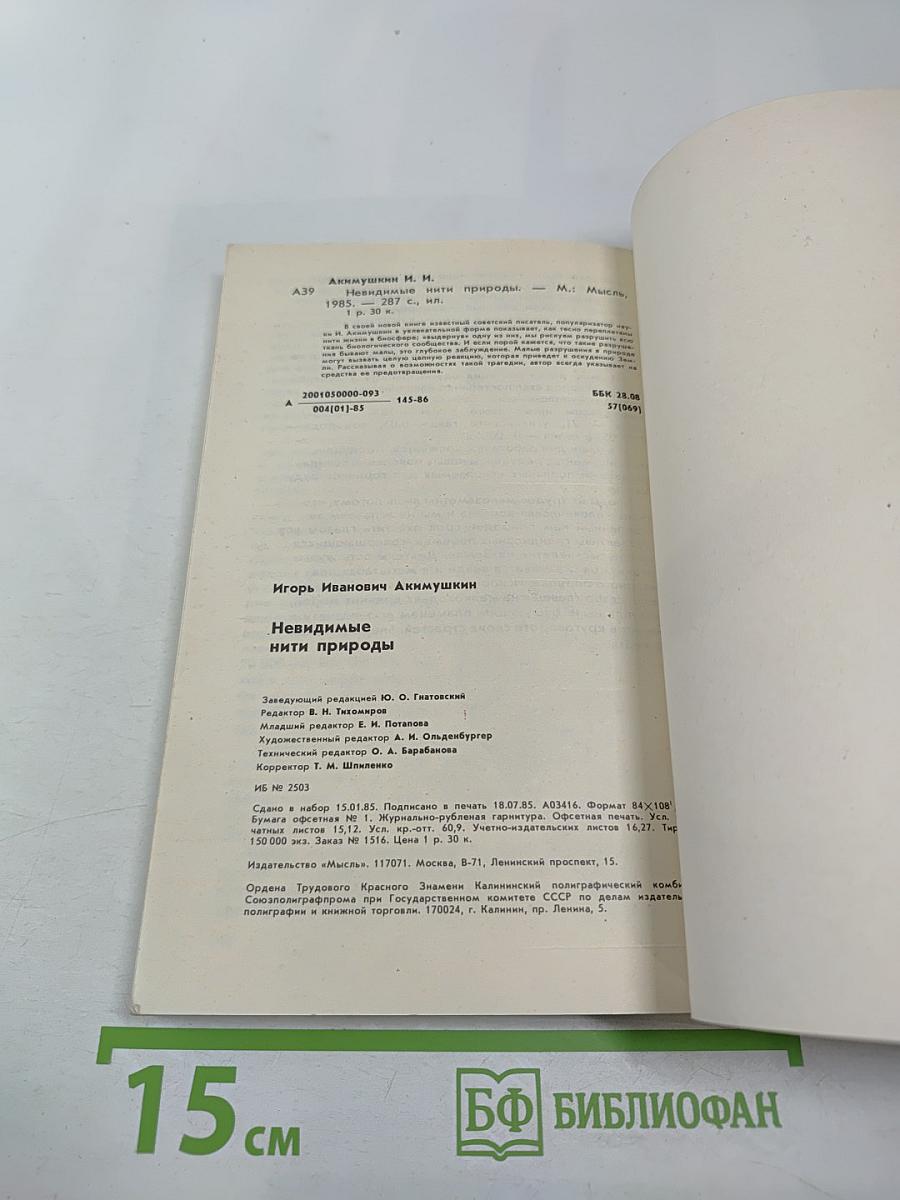 Акимушкин И. И.
А39 Невидимые нити природы. — М.: Мысль,
1985. — 287 с., ил.
1 р. 30 к.
В своей новой книге известный советский писатель, популяризатор нау-
ки И. Акимушкин в увлекательной форме показывает, как тесно переплетены
нити жизни в биосфере; «выдернув» одну из них, мы рискуем разрушить всю
ткань биологического сообщества. И если порой кажется, что такие разруше-
ния бывают малы, это глубокое заблуждение. Малые разрушения в природе
могут вызвать целую цепную реакцию, которая приведет к оскудению Зем-
ли. Рассказывая о возможностях такой трагедии, автор всегда указывает на
средства ее предотвращения.
А 2001050000-093 145-86 ББК 28.08
004(01)-85 57(069)
Игорь Иванович Акимушкин
Невидимые
нити природы
Заведующий редакцией Ю. О. Гнатовский
Редактор В. Н. Тихомиров
Младший редактор Е. И. Потапова
Художественный редактор А. И. Ольденбургер
Технический редактор О. А. Барабанова
Корректор Т. М. Шпиленко
ИБ № 2503
Сдано в набор 15.01.85. Подписано в печать 18.07.85. А03416. Формат 84×108
Бумага офсетная № 1. Журнально-рубленая гарнитура. Офсетная печать. Усл.
чатных листов 15,12. Усл. кр.-отт. 60,9. Учетно-издательских листов 16,27. Тир
150 000 экз. Заказ № 1516. Цена 1 р. 30 к.
Издательство «Мысль». 117071. Москва, В-71, Ленинский проспект, 15.
Ордена Трудового Красного Знамени Калининский полиграфический комби
Союзполиграфпрома при Государственном комитете СССР по делам издатель
полиграфии и книжной торговли. 170024, г. Калинин, пр. Ленина, 5.
15 см
БФ БИБЛИОФАН